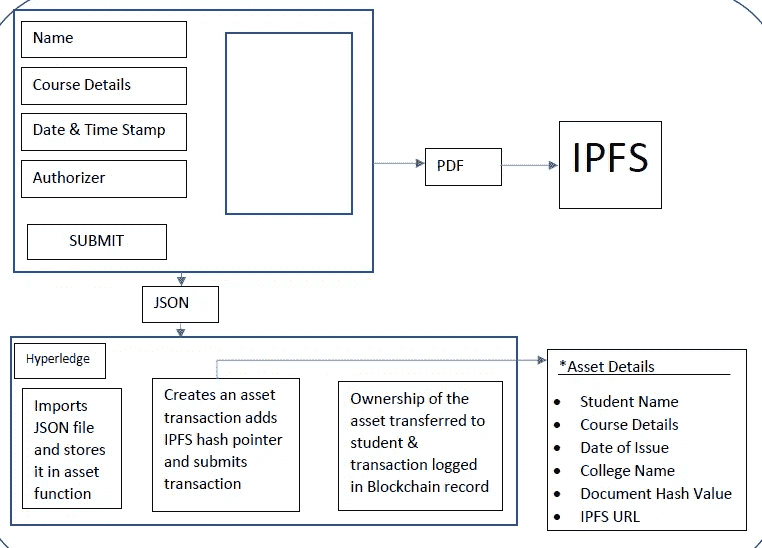 Name
Course Details
Date & Time Stamp
Authorizer
SUBMIT
PDF
IPFS
JSON
Hyperledge
Imports
JSON file
and stores
it in asset
function
Creates an asset
transaction adds
IPFS hash pointer
and submits
transaction
Ownership of the
asset transferred to
student &
transaction logged
in Blockchain record
*Asset Details
• Student Name
• Course Details
• Date of Issue
• College Name
• Document Hash Value
• IPFS URL